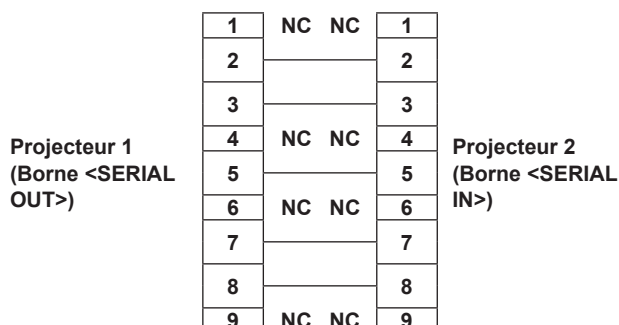 1 NC NC 1
2 2
3 3
Projecteur 1
(Borne <SERIAL
OUT>)
4 NC NC 4
5 5
6 NC NC 6
7 7
8 8
9 NC NC 9
Projecteur 2
(Borne <SERIAL
IN>)